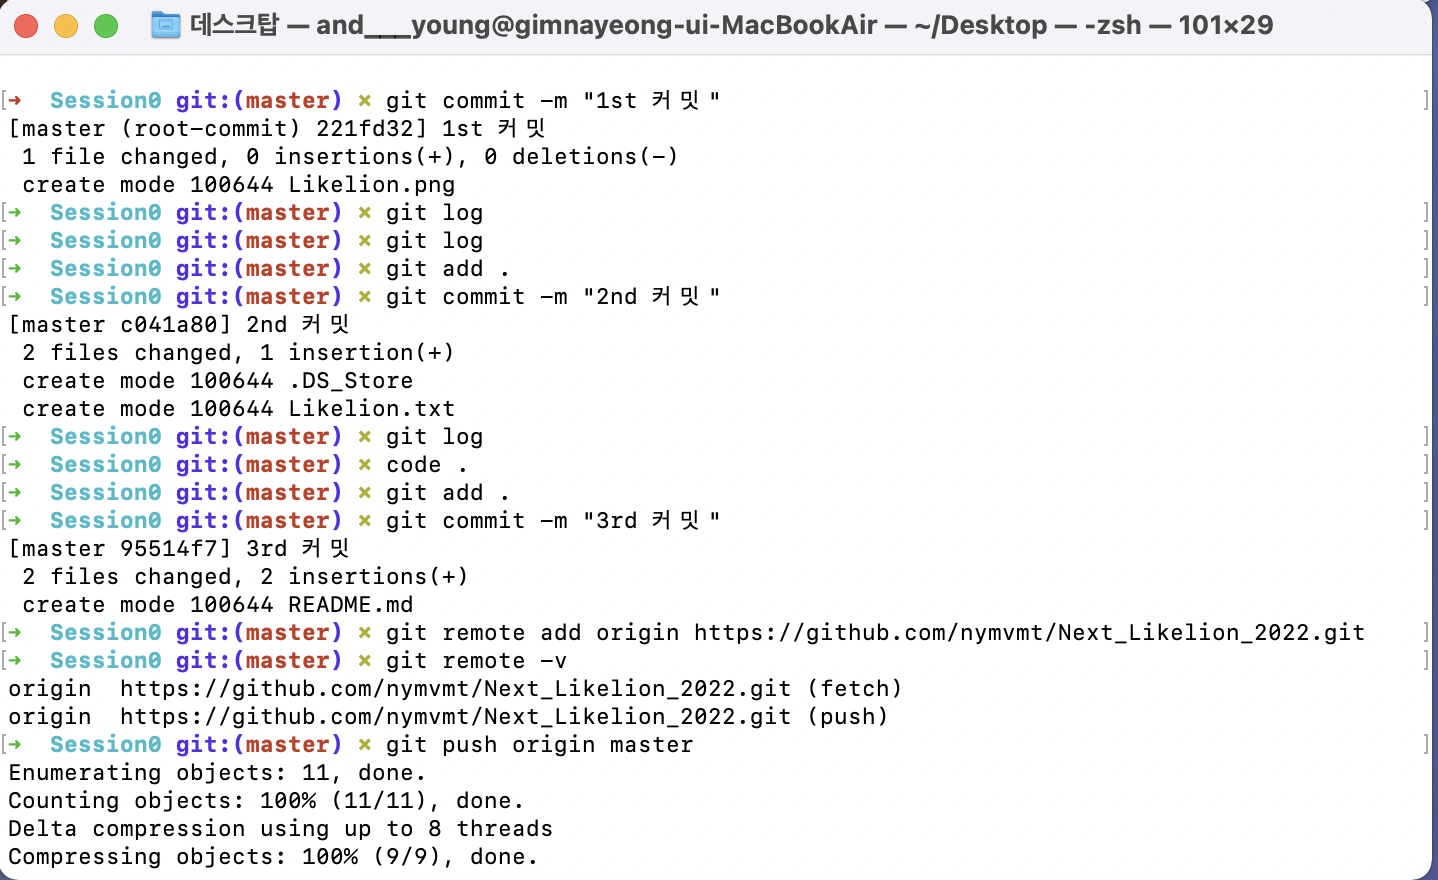 데스크탑 — and___young@gimnayeong-ui-MacBookAir — ~/Desktop — -zsh — 101×29
[➜  Session0 git:(master) ✗ git commit -m "1st 커밋" ]
[master (root-commit) 221fd32] 1st 커밋
 1 file changed, 0 insertions(+), 0 deletions(-)
 create mode 100644 Likelion.png
[➜  Session0 git:(master) ✗ git log ]
[➜  Session0 git:(master) ✗ git log ]
[➜  Session0 git:(master) ✗ git add . ]
[➜  Session0 git:(master) ✗ git commit -m "2nd 커밋" ]
[master c041a80] 2nd 커밋
 2 files changed, 1 insertion(+)
 create mode 100644 .DS_Store
 create mode 100644 Likelion.txt
[➜  Session0 git:(master) ✗ git log ]
[➜  Session0 git:(master) ✗ code . ]
[➜  Session0 git:(master) ✗ git add . ]
[➜  Session0 git:(master) ✗ git commit -m "3rd 커밋" ]
[master 95514f7] 3rd 커밋
 2 files changed, 2 insertions(+)
 create mode 100644 README.md
[➜  Session0 git:(master) ✗ git remote add origin https://github.com/nymvmt/Next_Likelion_2022.git ]
[➜  Session0 git:(master) ✗ git remote -v ]
origin  https://github.com/nymvmt/Next_Likelion_2022.git (fetch)
origin  https://github.com/nymvmt/Next_Likelion_2022.git (push)
[➜  Session0 git:(master) ✗ git push origin master ]
Enumerating objects: 11, done.
Counting objects: 100% (11/11), done.
Delta compression using up to 8 threads
Compressing objects: 100% (9/9), done.